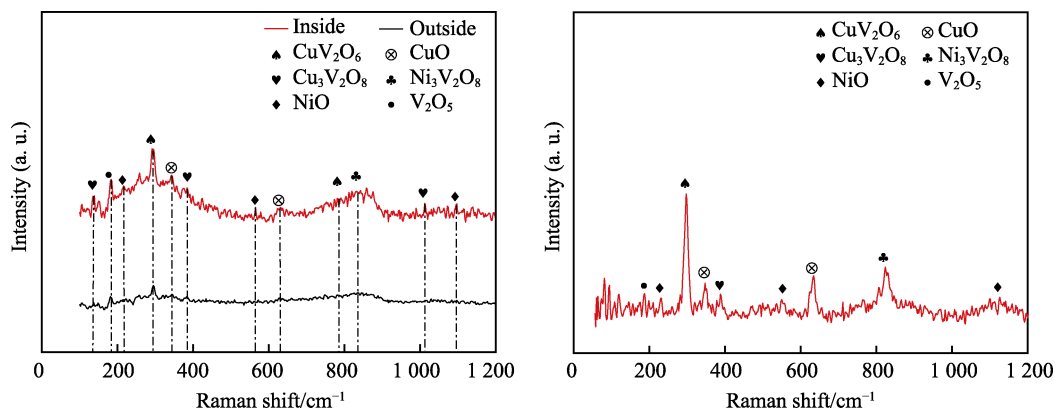 Inside Outside
♠ CuV₂O₆ ⊗ CuO
♥ Cu₃V₂O₈ ♣ Ni₃V₂O₈
♦ NiO • V₂O₅
Intensity (a. u.)
0 200 400 600 800 1 000 1 200
Raman shift/cm⁻¹
♠ CuV₂O₆ ⊗ CuO
♥ Cu₃V₂O₈ ♣ Ni₃V₂O₈
♦ NiO • V₂O₅
Intensity (a. u.)
0 200 400 600 800 1 000 1 200
Raman shift/cm⁻¹